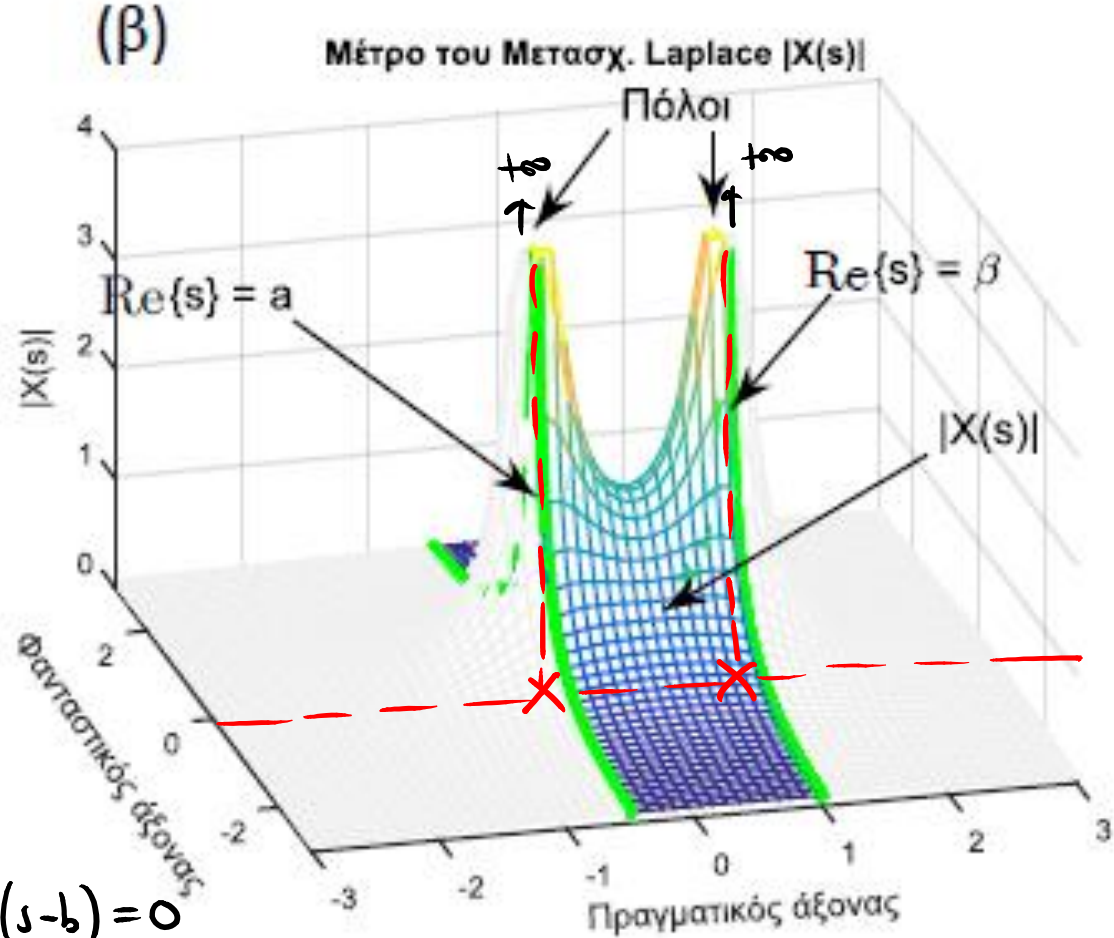 (β)
Μέτρο του Μετασχ. Laplace |X(s)|
Πόλοι
+∞
+∞
Re{s} = a
Re{s} = β
|X(s)|
|X(s)|
4
3
2
1
0
2
0
-2
Φανταστικός άξονας
-3
-2
-1
0
1
2
3
Πραγματικός άξονας
(s-b) = 0